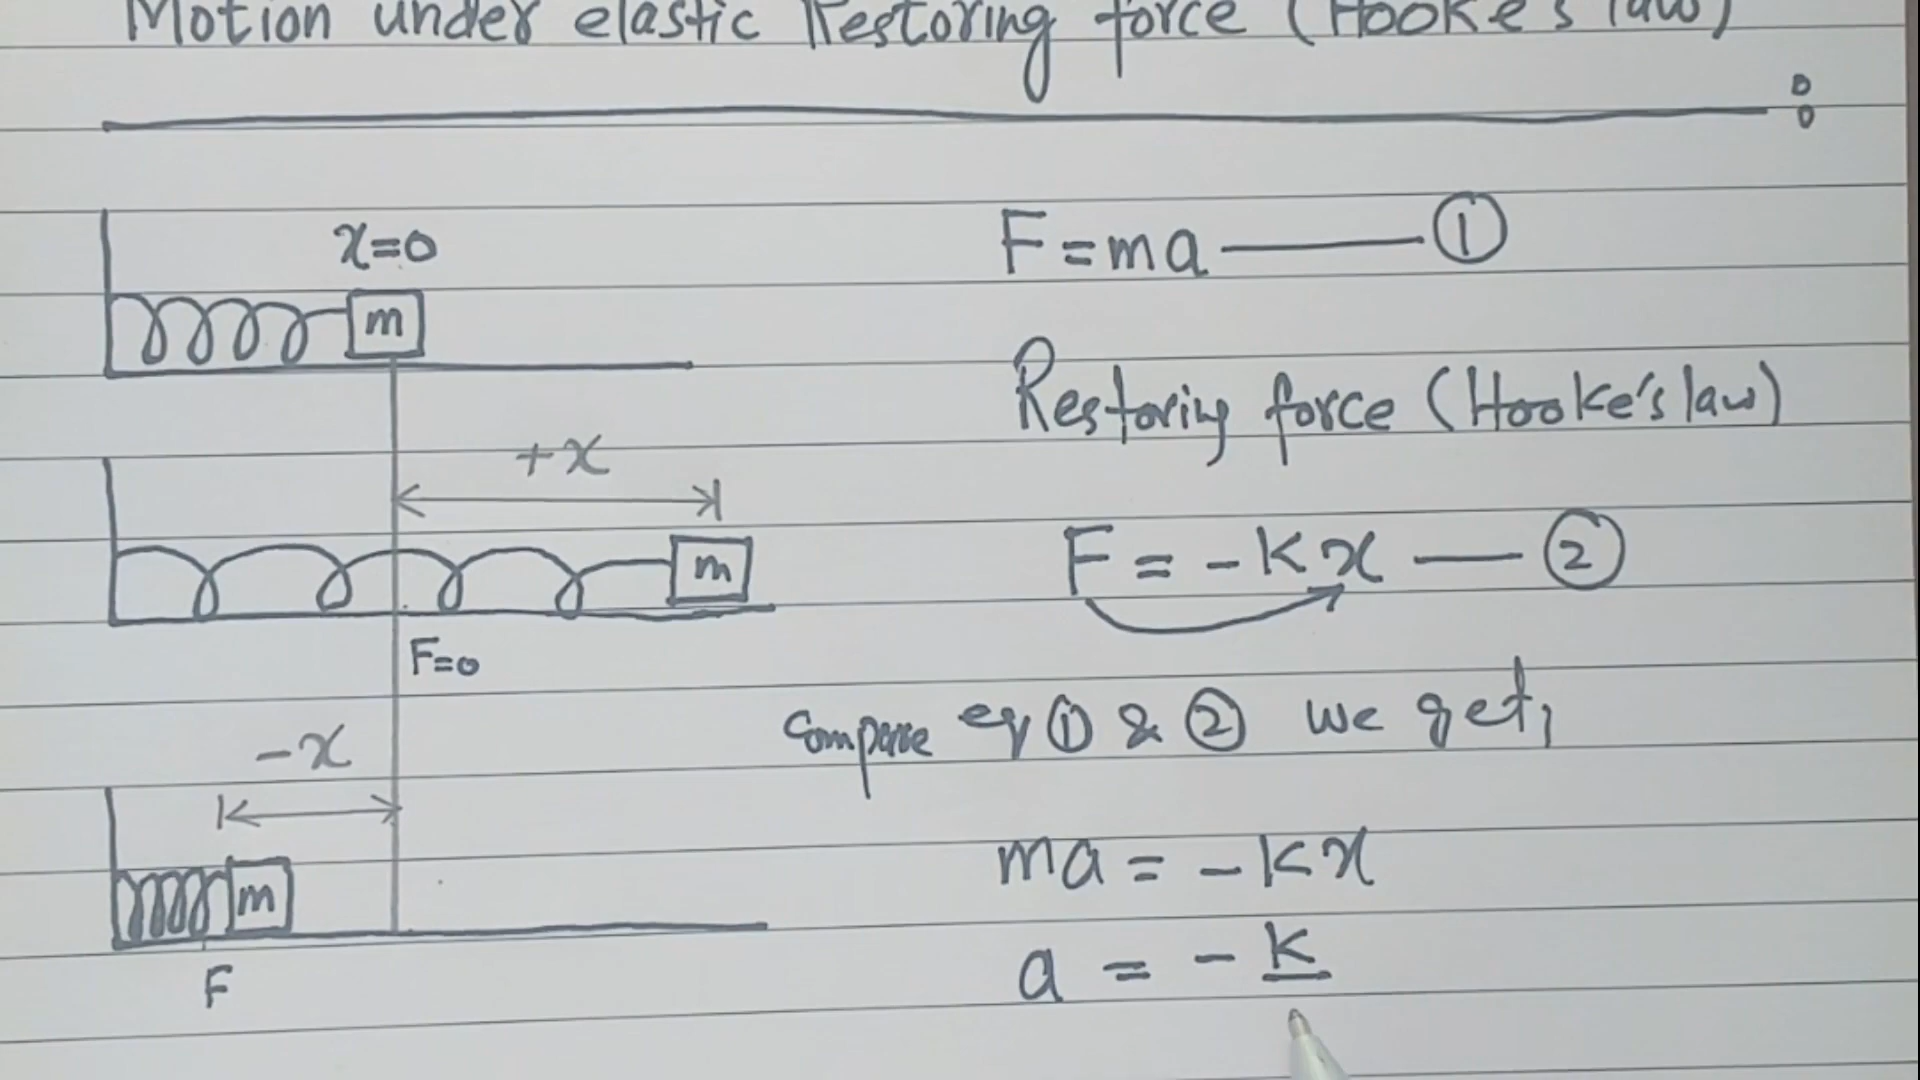 Motion under elastic Restoring force (Hooke's law)
x=0
m
F = ma ——— ①
Restoring force (Hooke's law)
+x
m
F = -Kx — ②
F=0
Compare eq ① & ② we get,
-x
m
ma = -Kx
F
a = - K